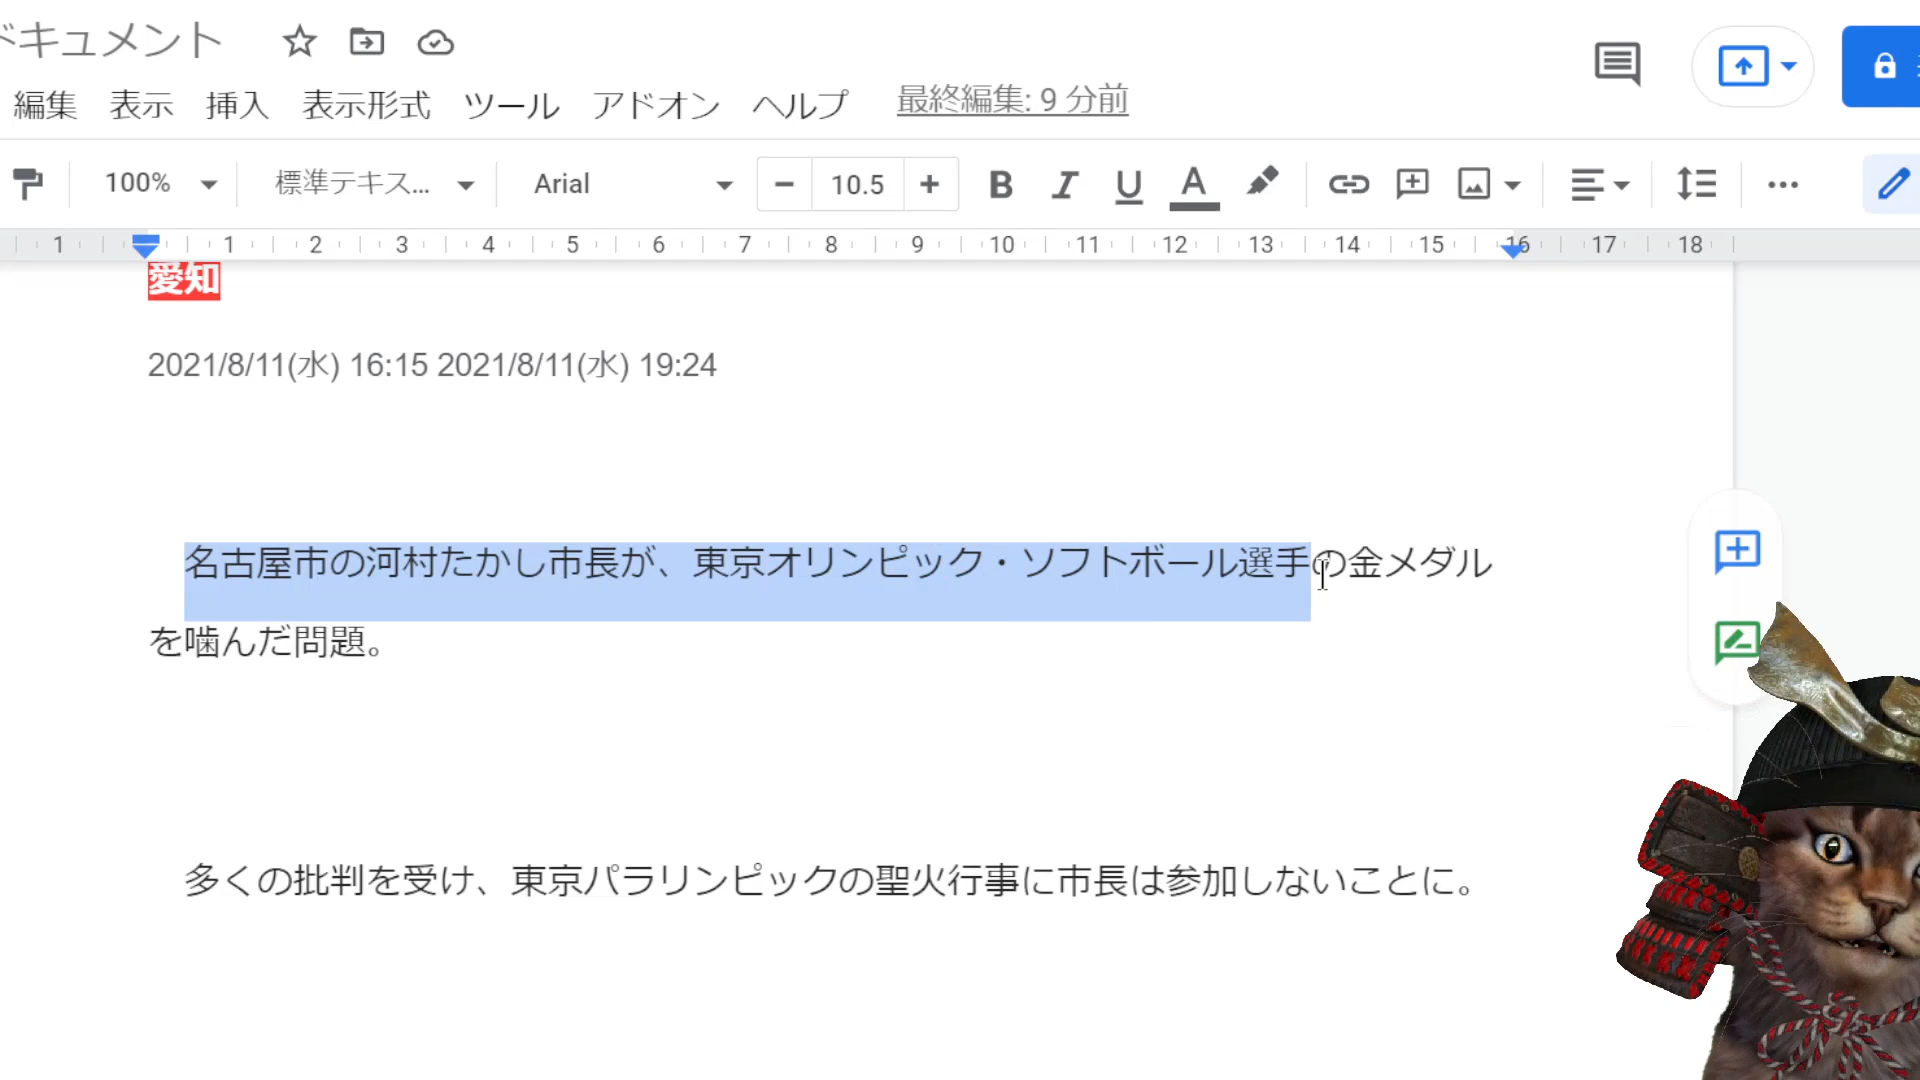 ドキュメント
編集 表示 挿入 表示形式 ツール アドオン ヘルプ 最終編集: 9 分前
100% 標準テキス... Arial 10.5 B I U A
1 1 2 3 4 5 6 7 8 9 10 11 12 13 14 15 16 17 18
愛知
2021/8/11(水) 16:15 2021/8/11(水) 19:24
名古屋市の河村たかし市長が、東京オリンピック・ソフトボール選手の金メダル
を噛んだ問題。
多くの批判を受け、東京パラリンピックの聖火行事に市長は参加しないことに。